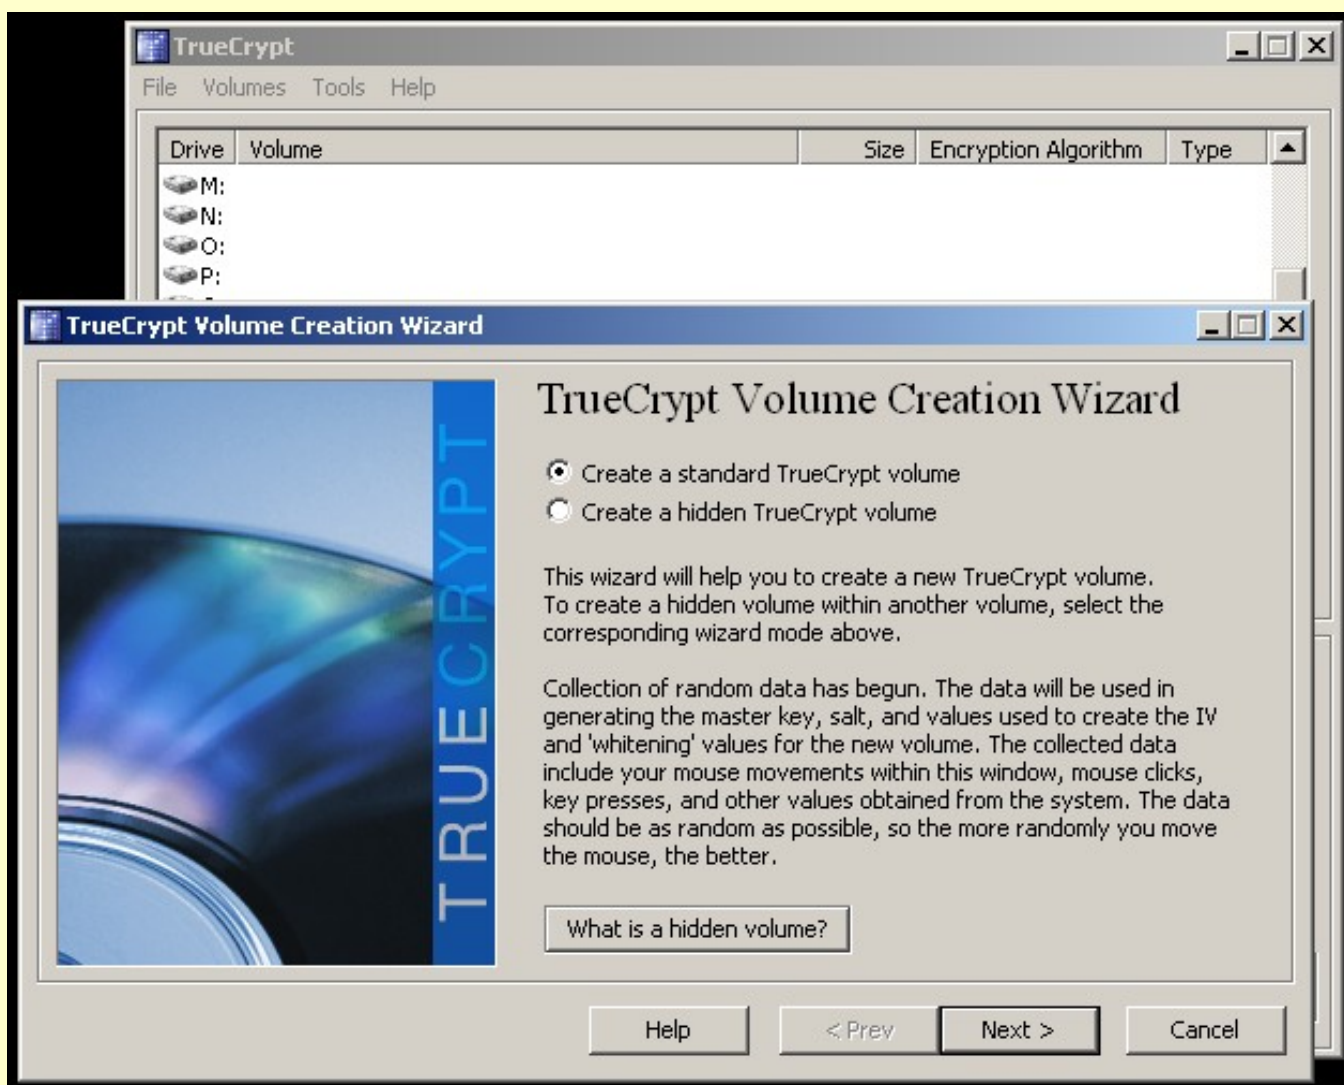 TrueCrypt
File Volumes Tools Help
Drive Volume Size Encryption Algorithm Type
M:
N:
O:
P:
TrueCrypt Volume Creation Wizard
TRUECRYPT
TrueCrypt Volume Creation Wizard
Create a standard TrueCrypt volume
Create a hidden TrueCrypt volume
This wizard will help you to create a new TrueCrypt volume.
To create a hidden volume within another volume, select the
corresponding wizard mode above.
Collection of random data has begun. The data will be used in
generating the master key, salt, and values used to create the IV
and 'whitening' values for the new volume. The collected data
include your mouse movements within this window, mouse clicks,
key presses, and other values obtained from the system. The data
should be as random as possible, so the more randomly you move
the mouse, the better.
What is a hidden volume?
Help < Prev Next > Cancel